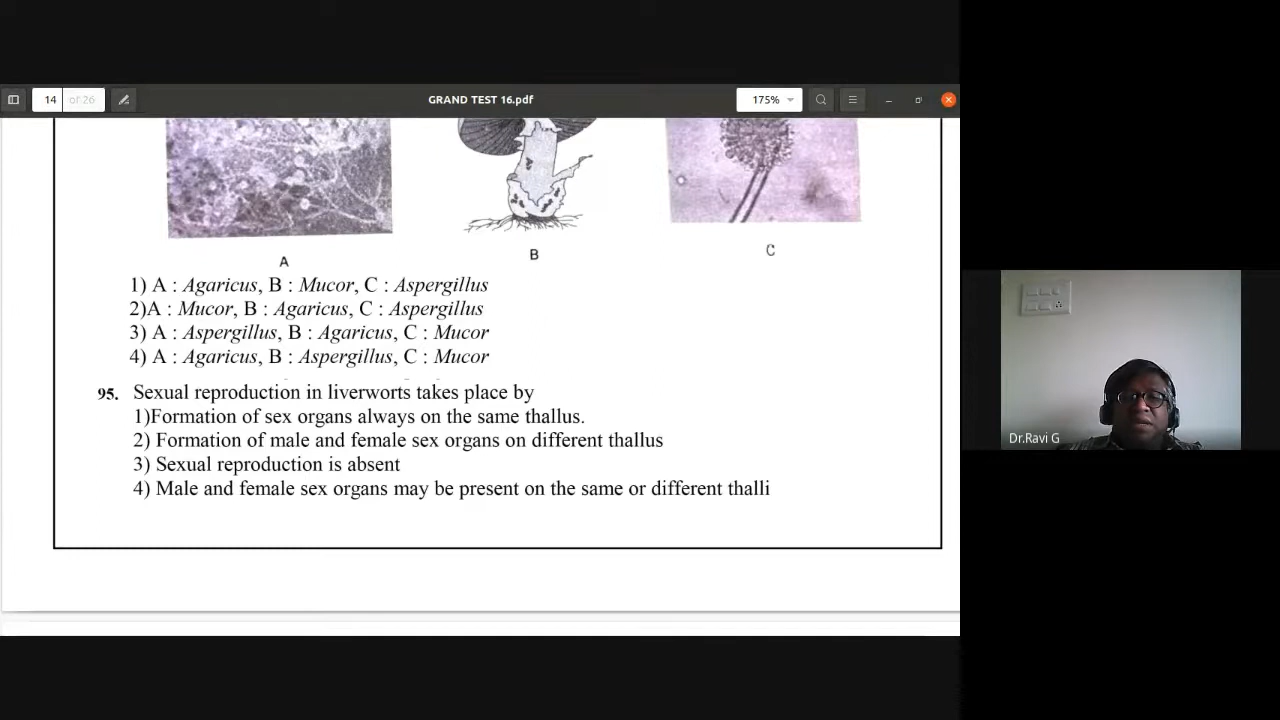 14 of 26 GRAND TEST 16.pdf 175%
A
B
C
1) A : Agaricus, B : Mucor, C : Aspergillus
2)A : Mucor, B : Agaricus, C : Aspergillus
3) A : Aspergillus, B : Agaricus, C : Mucor
4) A : Agaricus, B : Aspergillus, C : Mucor
95. Sexual reproduction in liverworts takes place by
1)Formation of sex organs always on the same thallus.
2) Formation of male and female sex organs on different thallus
3) Sexual reproduction is absent
4) Male and female sex organs may be present on the same or different thalli
Dr.Ravi G